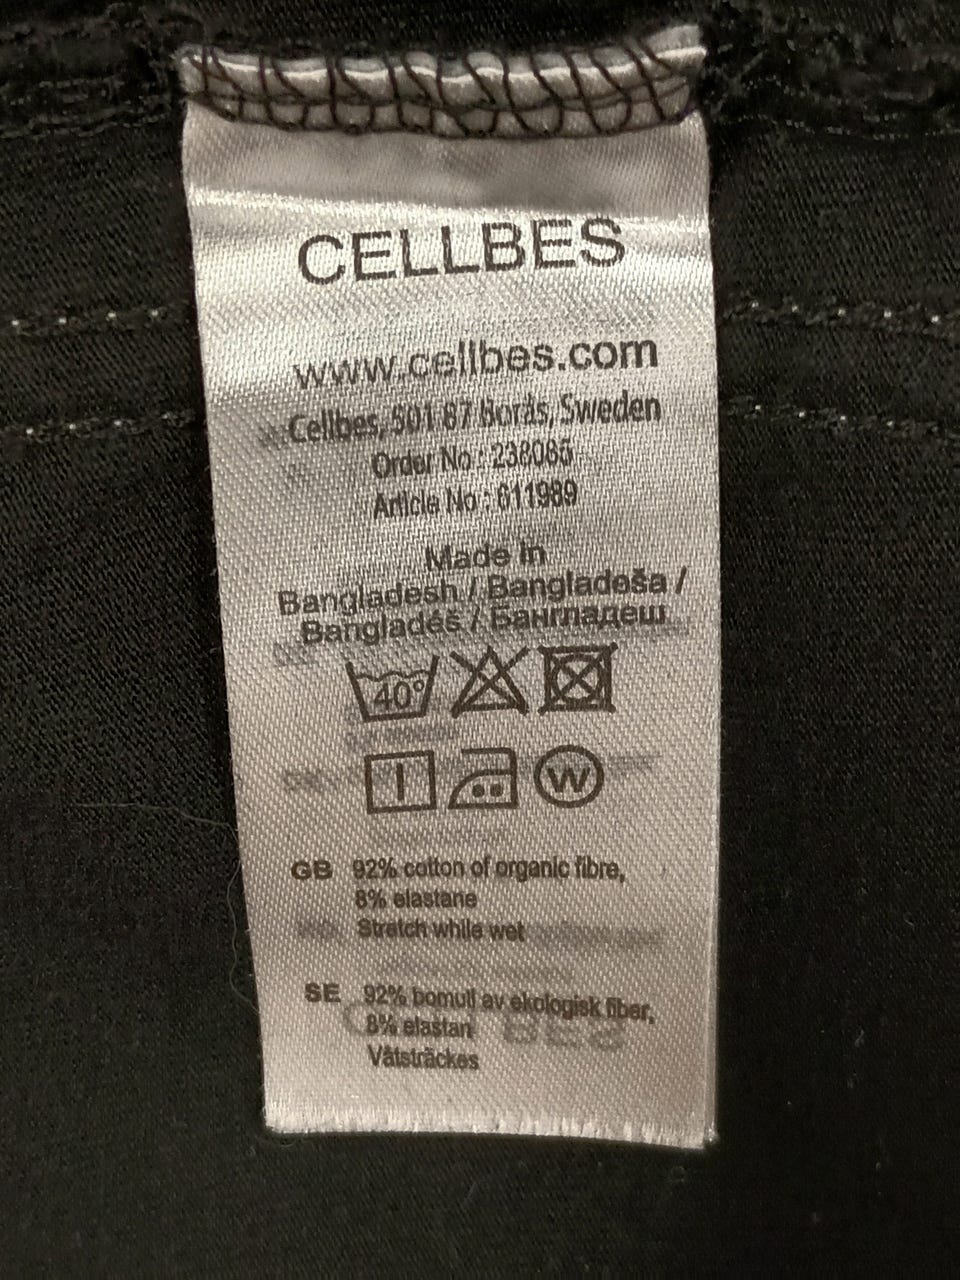 CELLBES
www.cellbes.com
Cellbes, 501 87 Borås, Sweden
Order No : 238085
Article No : 611989
Made in
Bangladesh / Bangladeša /
Bangladéš / Бангладеш
40°
W
GB 92% cotton of organic fibre,
8% elastane
Stretch while wet
SE 92% bomull av ekologisk fiber,
8% elastan
Våtsträckes